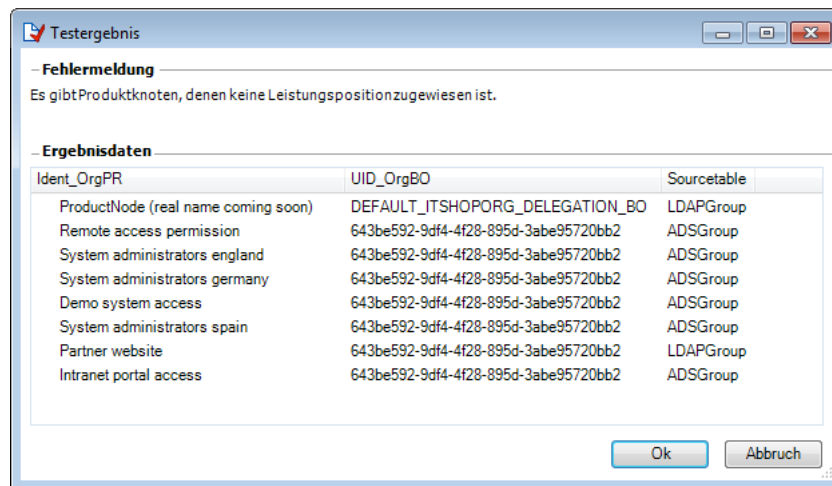 Testergebnis
Fehlermeldung
Es gibt Produktknoten, denen keine Leistungsposition zugewiesen ist.
Ergebnisdaten
Ident_OrgPR UID_OrgBO Sourcetable
ProductNode (real name coming soon) DEFAULT_ITSHOPORG_DELEGATION_BO LDAPGroup
Remote access permission 643be592-9df4-4f28-895d-3abe95720bb2 ADSGroup
System administrators england 643be592-9df4-4f28-895d-3abe95720bb2 ADSGroup
System administrators germany 643be592-9df4-4f28-895d-3abe95720bb2 ADSGroup
Demo system access 643be592-9df4-4f28-895d-3abe95720bb2 ADSGroup
System administrators spain 643be592-9df4-4f28-895d-3abe95720bb2 ADSGroup
Partner website 643be592-9df4-4f28-895d-3abe95720bb2 LDAPGroup
Intranet portal access 643be592-9df4-4f28-895d-3abe95720bb2 ADSGroup
Ok Abbruch